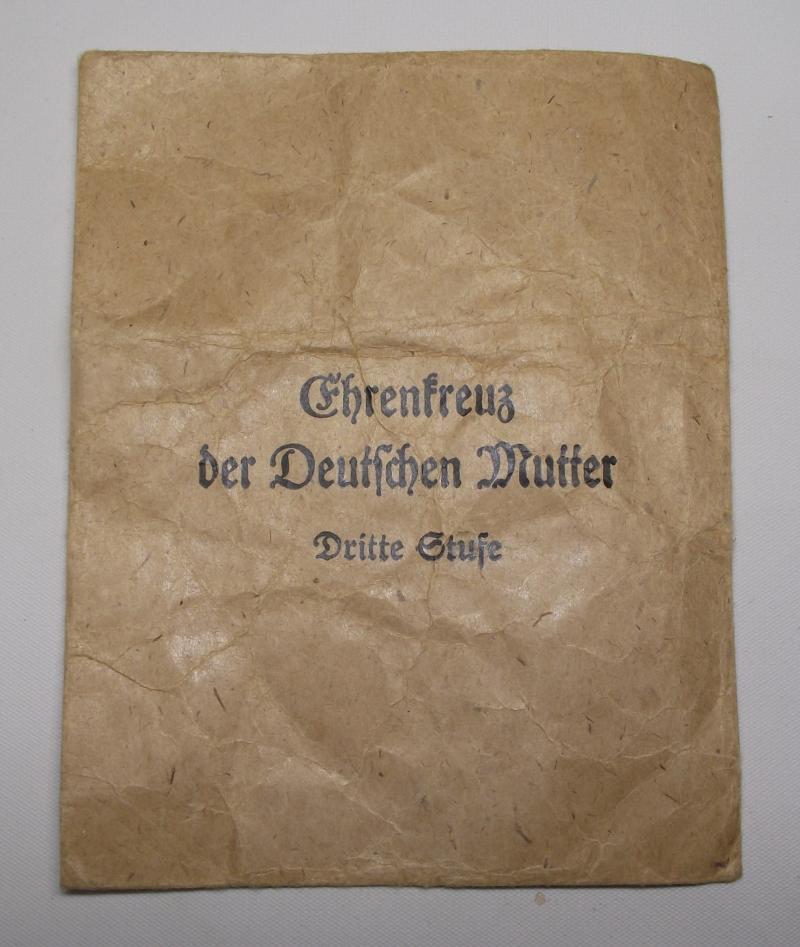 Ehrenkreuz
der Deutschen Mutter
Dritte Stufe